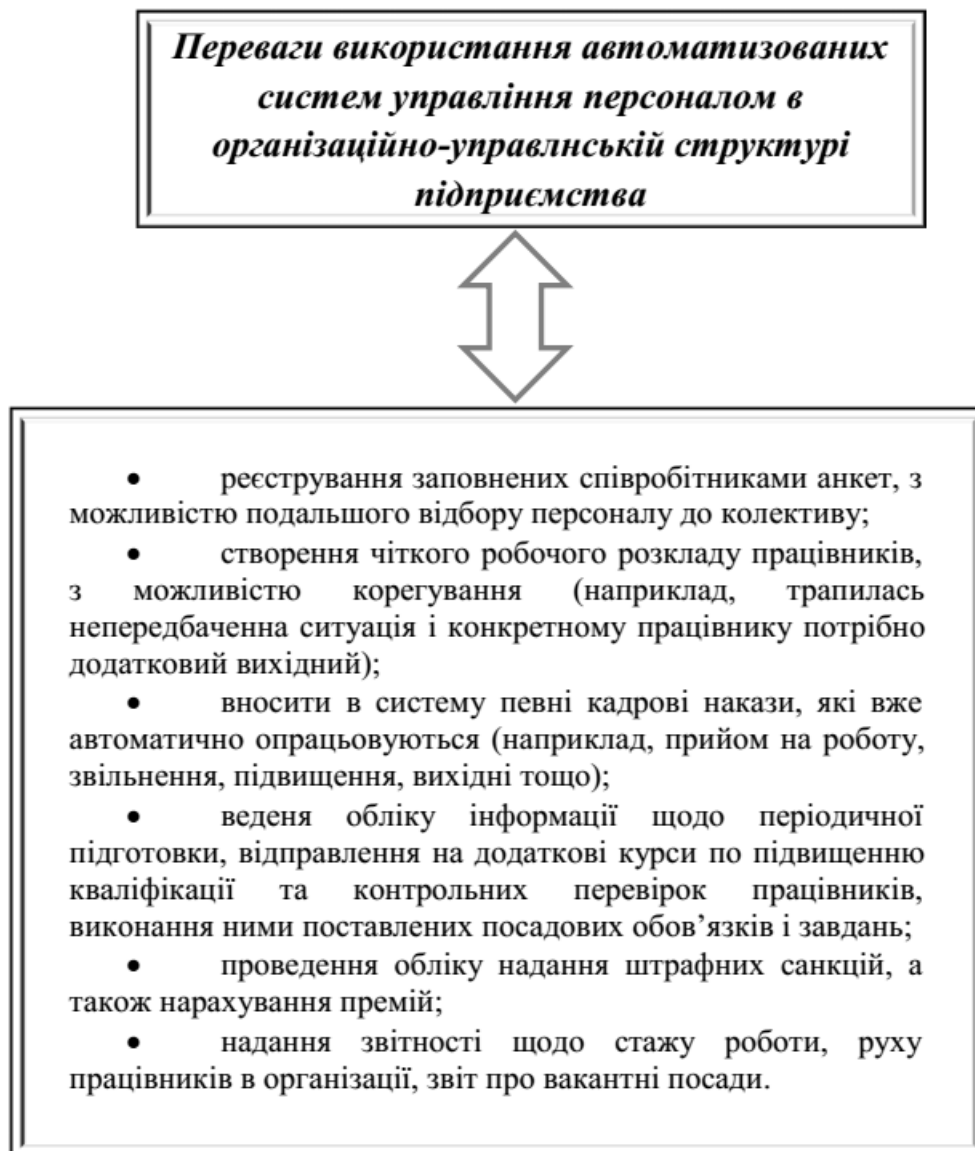 Переваги використання автоматизованих
систем управління персоналом в
організаційно-управлнській структурі
підприємства
• реєстрування заповнених співробітниками анкет, з
можливістю подальшого відбору персоналу до колективу;
• створення чіткого робочого розкладу працівників,
з можливістю корегування (наприклад, трапилась
непередбаченна ситуація і конкретному працівнику потрібно
додатковий вихідний);
• вносити в систему певні кадрові накази, які вже
автоматично опрацьовуються (наприклад, прийом на роботу,
звільнення, підвищення, вихідні тощо);
• веденя обліку інформації щодо періодичної
підготовки, відправлення на додаткові курси по підвищенню
кваліфікації та контрольних перевірок працівників,
виконання ними поставлених посадових обов’язків і завдань;
• проведення обліку надання штрафних санкцій, а
також нарахування премій;
• надання звітності щодо стажу роботи, руху
працівників в організації, звіт про вакантні посади.